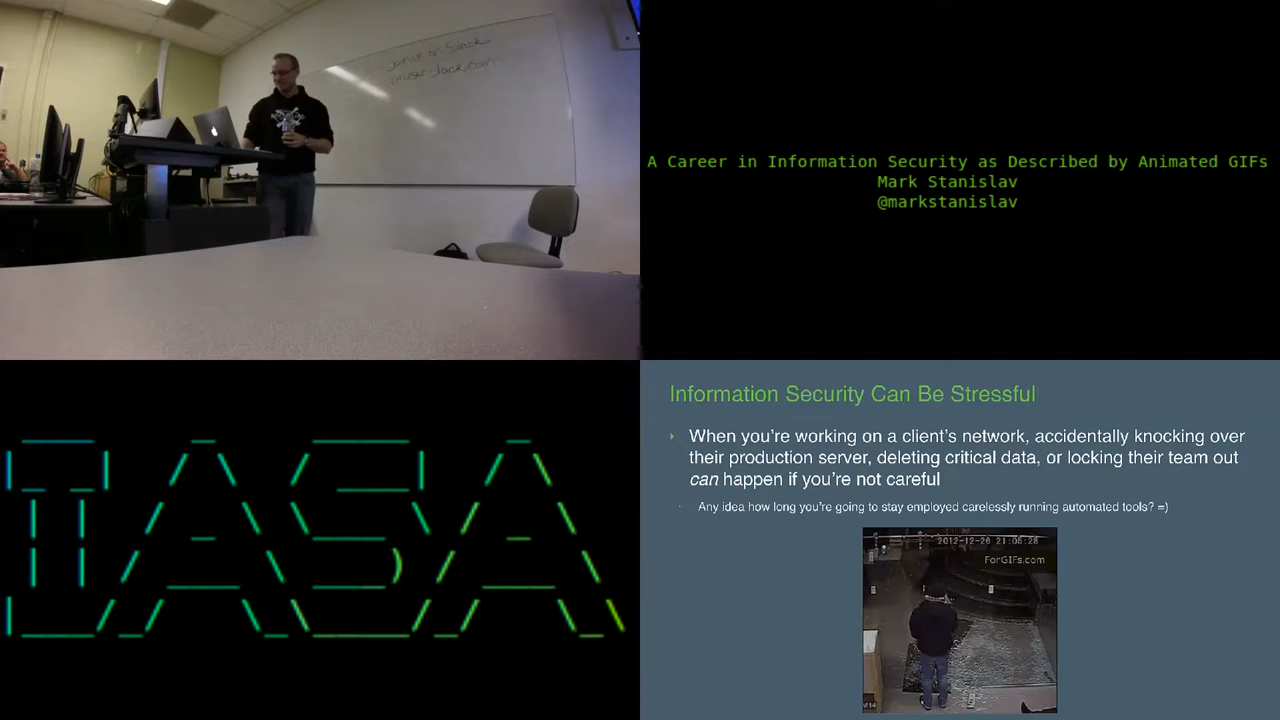 A Career in Information Security as Described by Animated GIFs
Mark Stanislav
@markstanislav
IASA
Information Security Can Be Stressful
When you're working on a client's network, accidentally knocking over
their production server, deleting critical data, or locking their team out
can happen if you're not careful
Any idea how long you're going to stay employed carelessly running automated tools? =)
2012-12-26 21:06:28
ForGIFs.com